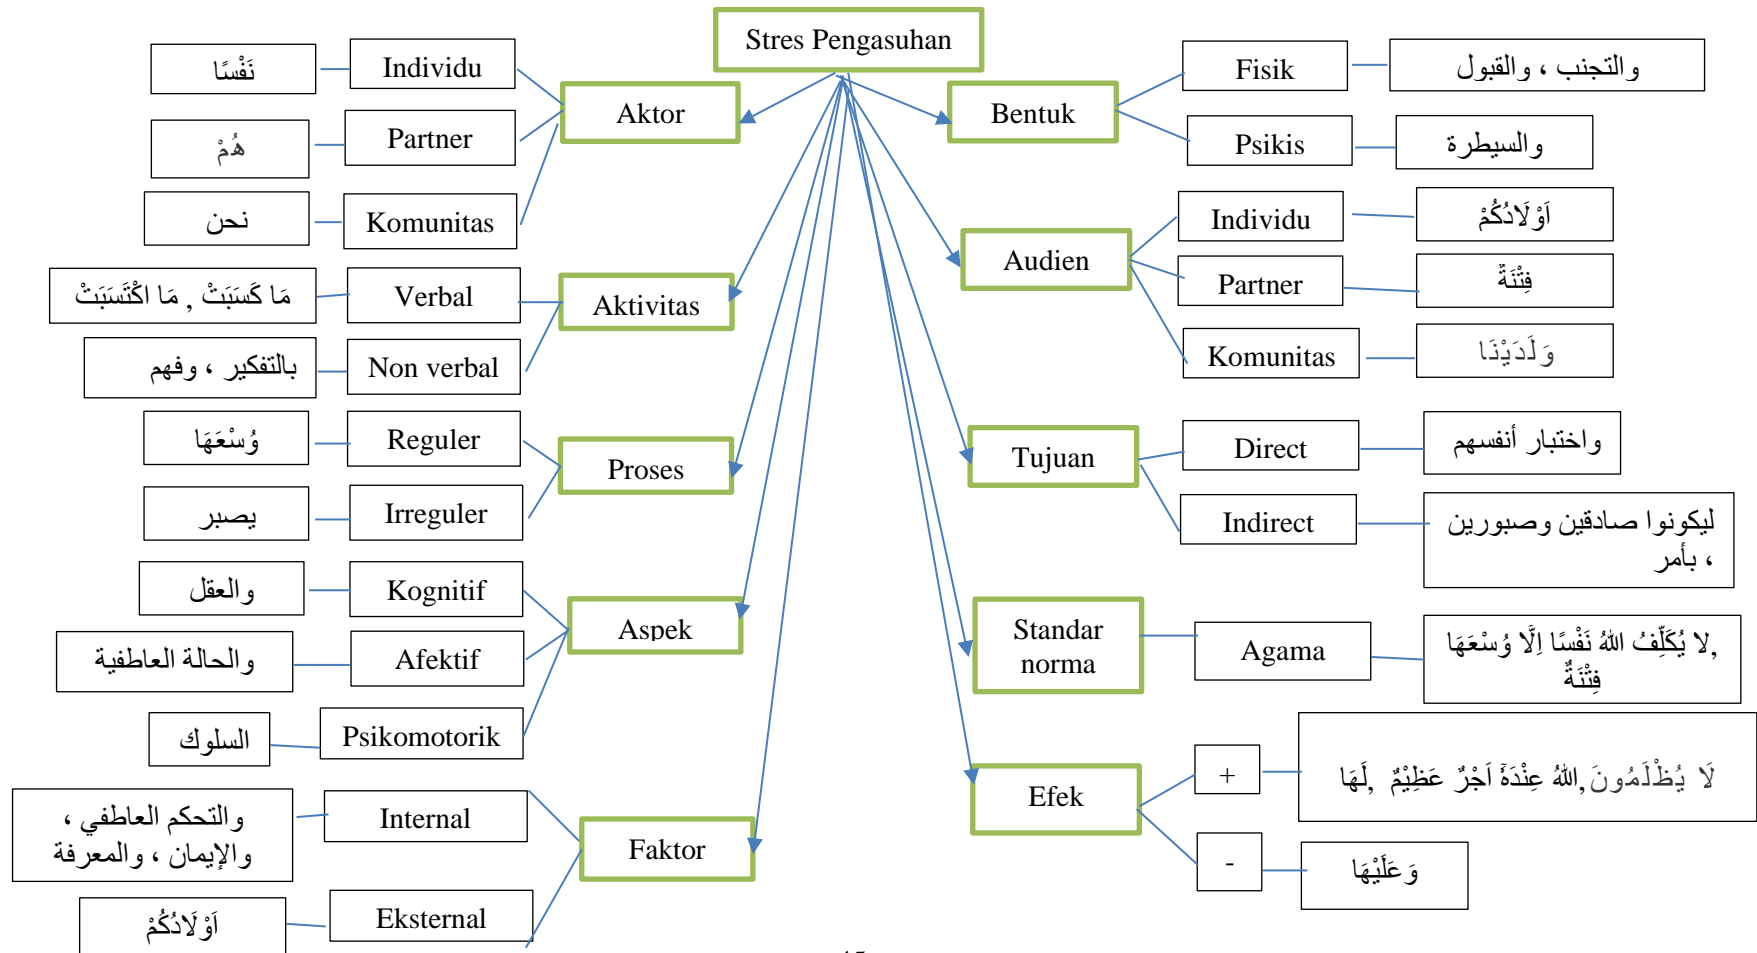 Stres Pengasuhan
Aktor
Individu
نَفْسًا
Partner
هُمْ
Komunitas
نحن
Aktivitas
Verbal
مَا كَسَبَتْ , مَا اكْتَسَبَتْ
Non verbal
بالتفكير ، وفهم
Proses
Reguler
وُسْعَهَا
Irreguler
يصبر
Aspek
Kognitif
والعقل
Afektif
والحالة العاطفية
Psikomotorik
السلوك
Faktor
Internal
والتحكم العاطفي ،
والإيمان ، والمعرفة
Eksternal
اَوْلَادُكُمْ
Bentuk
Fisik
والتجنب ، والقبول
Psikis
والسيطرة
Audien
Individu
اَوْلَادُكُمْ
Partner
فِتْنَةٌ
Komunitas
وَلَدَيْنَا
Tujuan
Direct
واختبار أنفسهم
Indirect
ليكونوا صادقين وصبورين
، بأمر
Standar
norma
Agama
لا يُكَلِّفُ اللهُ نَفْسًا اِلَّا وُسْعَهَا,
فِتْنَةٌ
Efek
+
لَا يُظْلَمُونَ ,اللهُ عِنْدَهٗٓ اَجْرٌ عَظِيْمٌ ,لَهَا
-
وَعَلَيْهَا